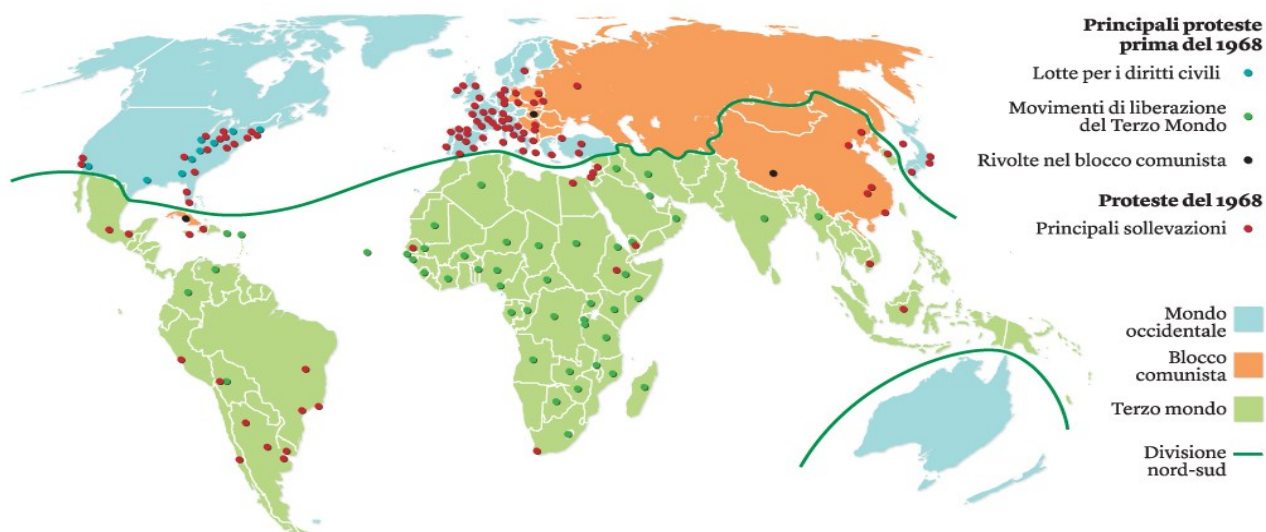 Principali proteste
prima del 1968
Lotte per i diritti civili
Movimenti di liberazione
del Terzo Mondo
Rivolte nel blocco comunista
Proteste del 1968
Principali sollevazioni
Mondo
occidentale
Blocco
comunista
Terzo mondo
Divisione
nord-sud